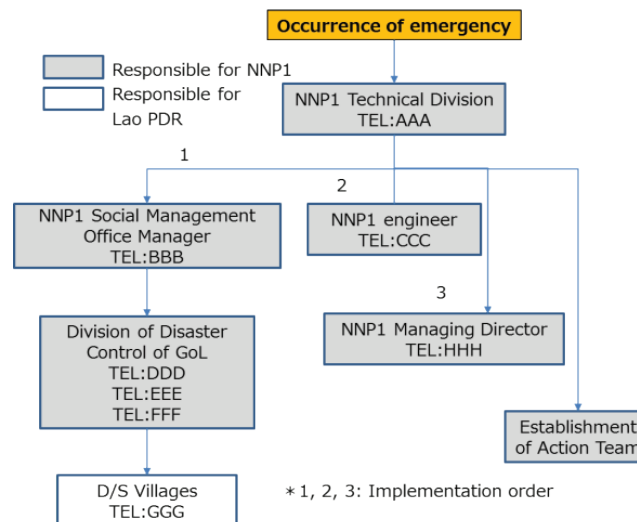 Occurrence of emergency
Responsible for NNP1
Responsible for
Lao PDR
NNP1 Technical Division
TEL:AAA
1
2
NNP1 Social Management
Office Manager
TEL:BBB
NNP1 engineer
TEL:CCC
3
Division of Disaster
Control of GoL
TEL:DDD
TEL:EEE
TEL:FFF
NNP1 Managing Director
TEL:HHH
Establishment
of Action Team
D/S Villages
TEL:GGG
*1, 2, 3: Implementation order